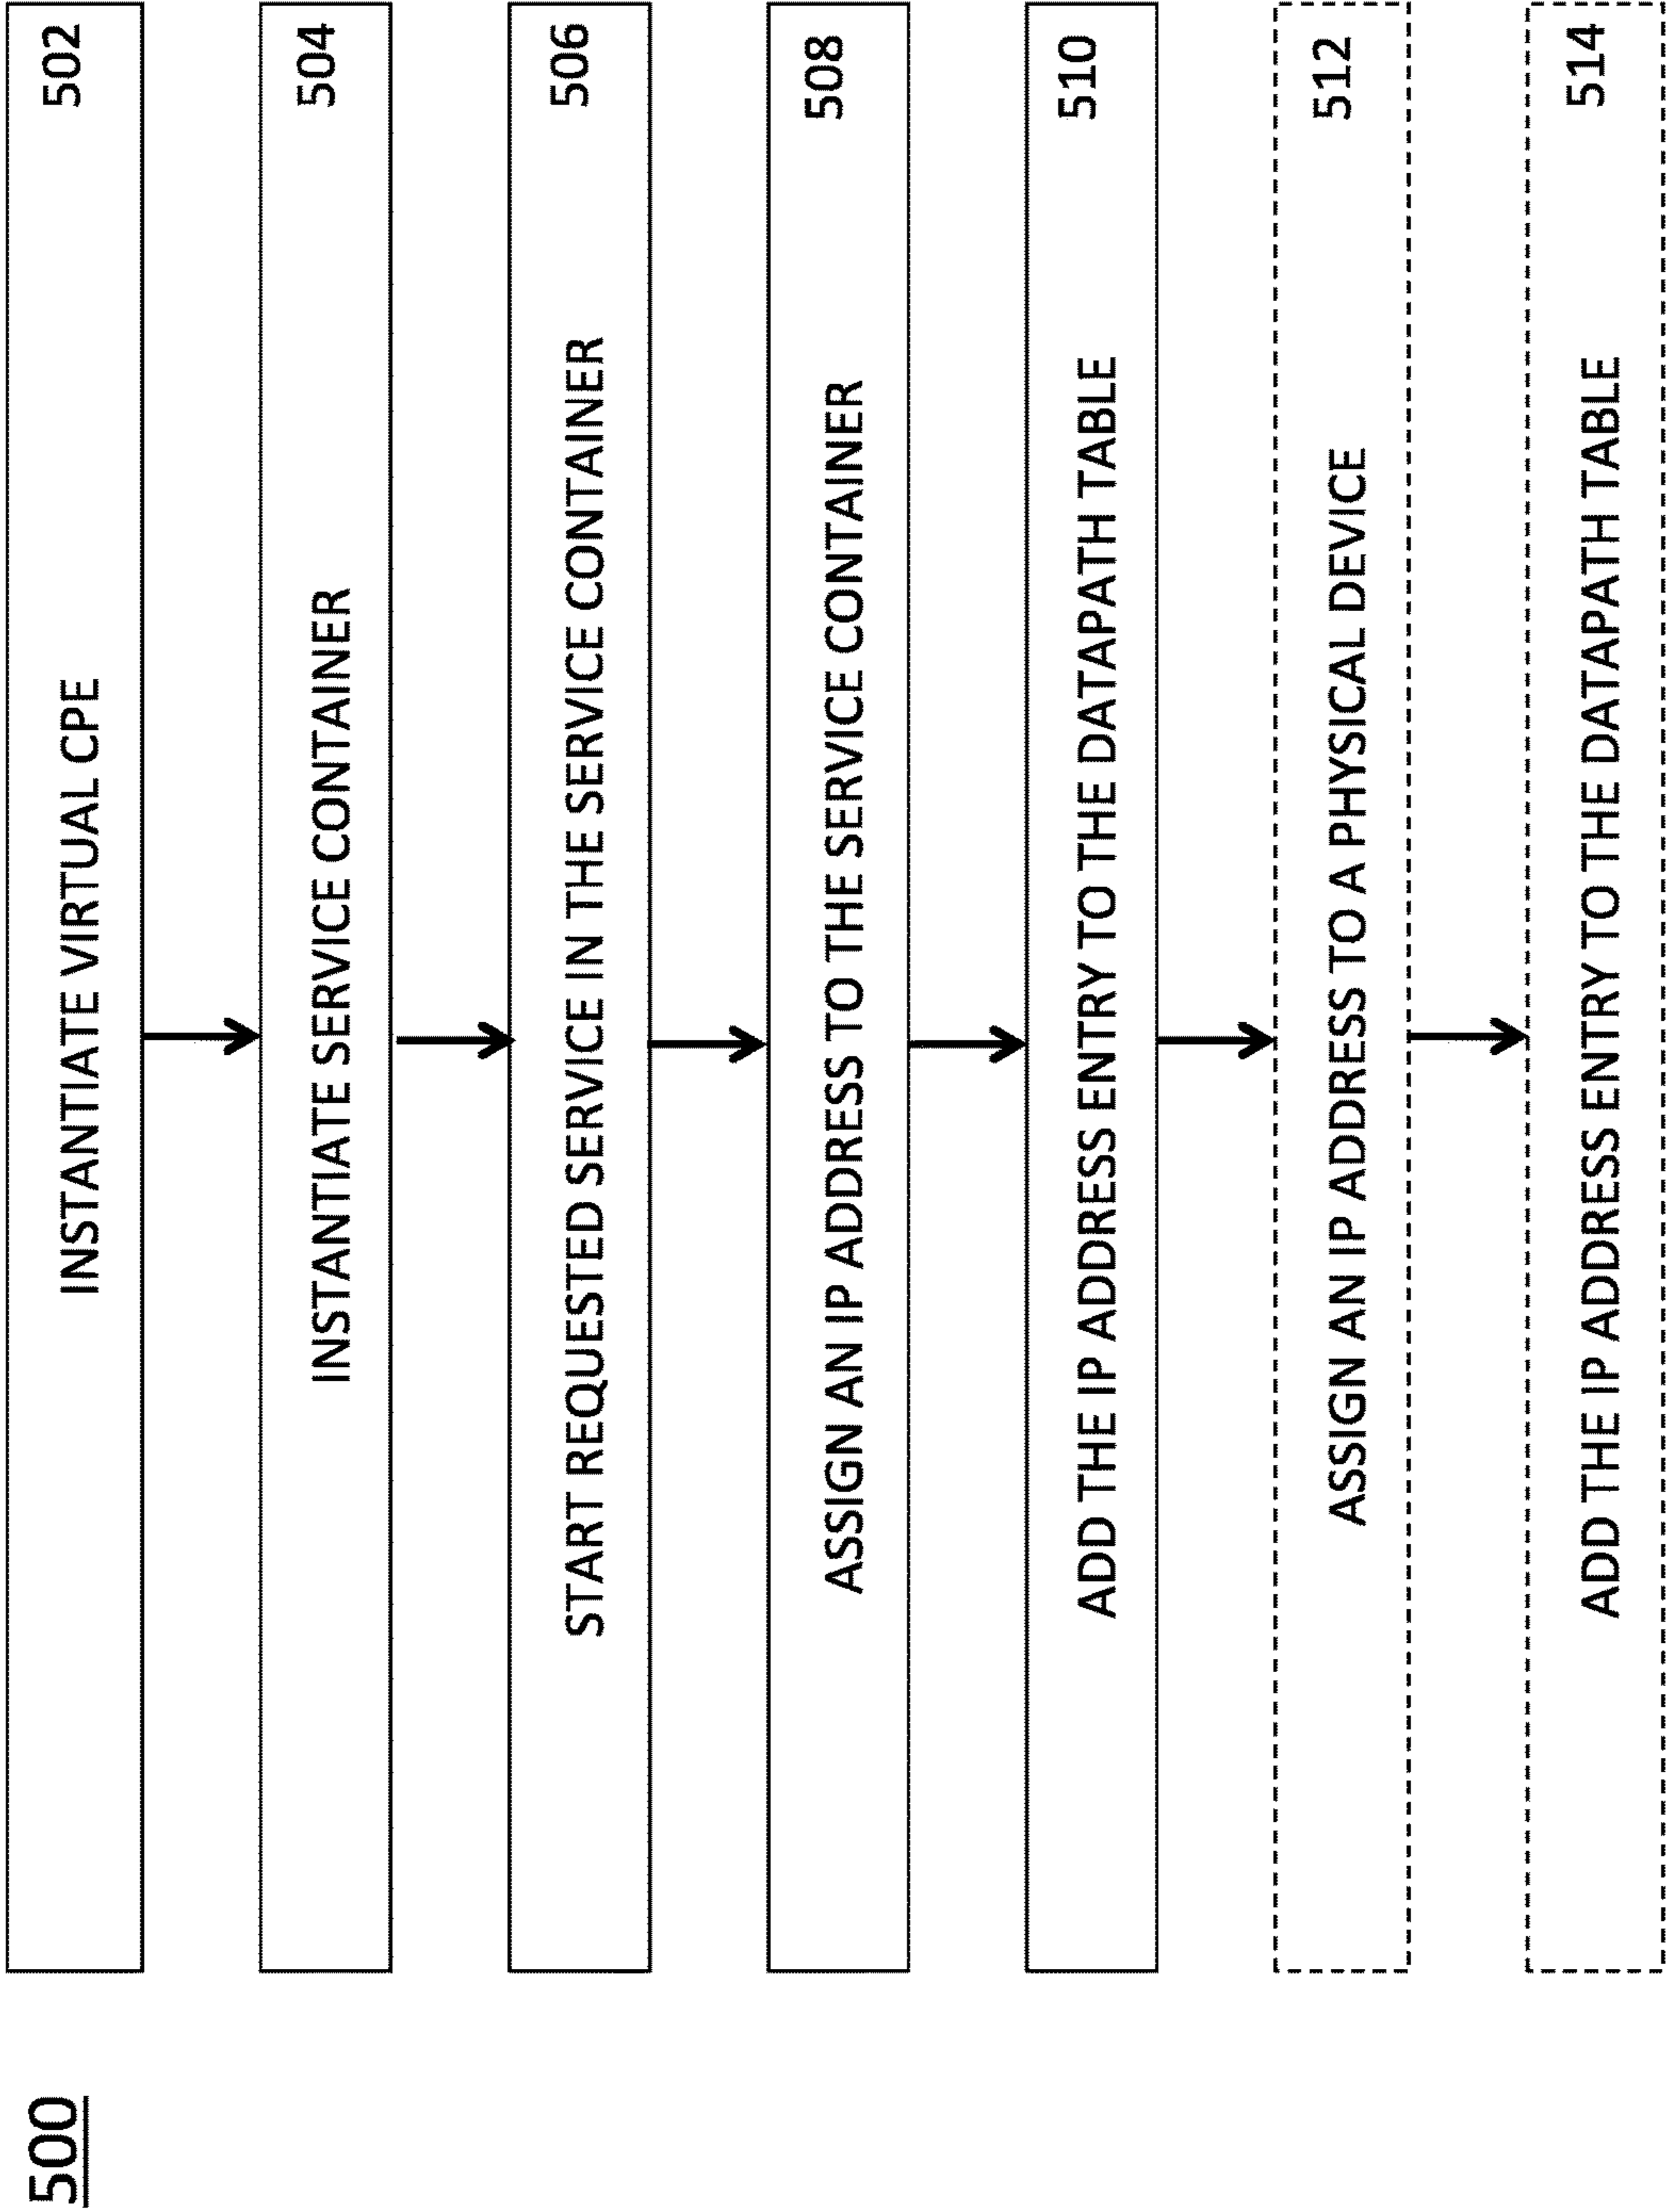 500
INSTANTIATE VIRTUAL CPE 502
INSTANTIATE SERVICE CONTAINER 504
START REQUESTED SERVICE IN THE SERVICE CONTAINER 506
ASSIGN AN IP ADDRESS TO THE SERVICE CONTAINER 508
ADD THE IP ADDRESS ENTRY TO THE DATAPATH TABLE 510
ASSIGN AN IP ADDRESS TO A PHYSICAL DEVICE 512
ADD THE IP ADDRESS ENTRY TO THE DATAPATH TABLE 514